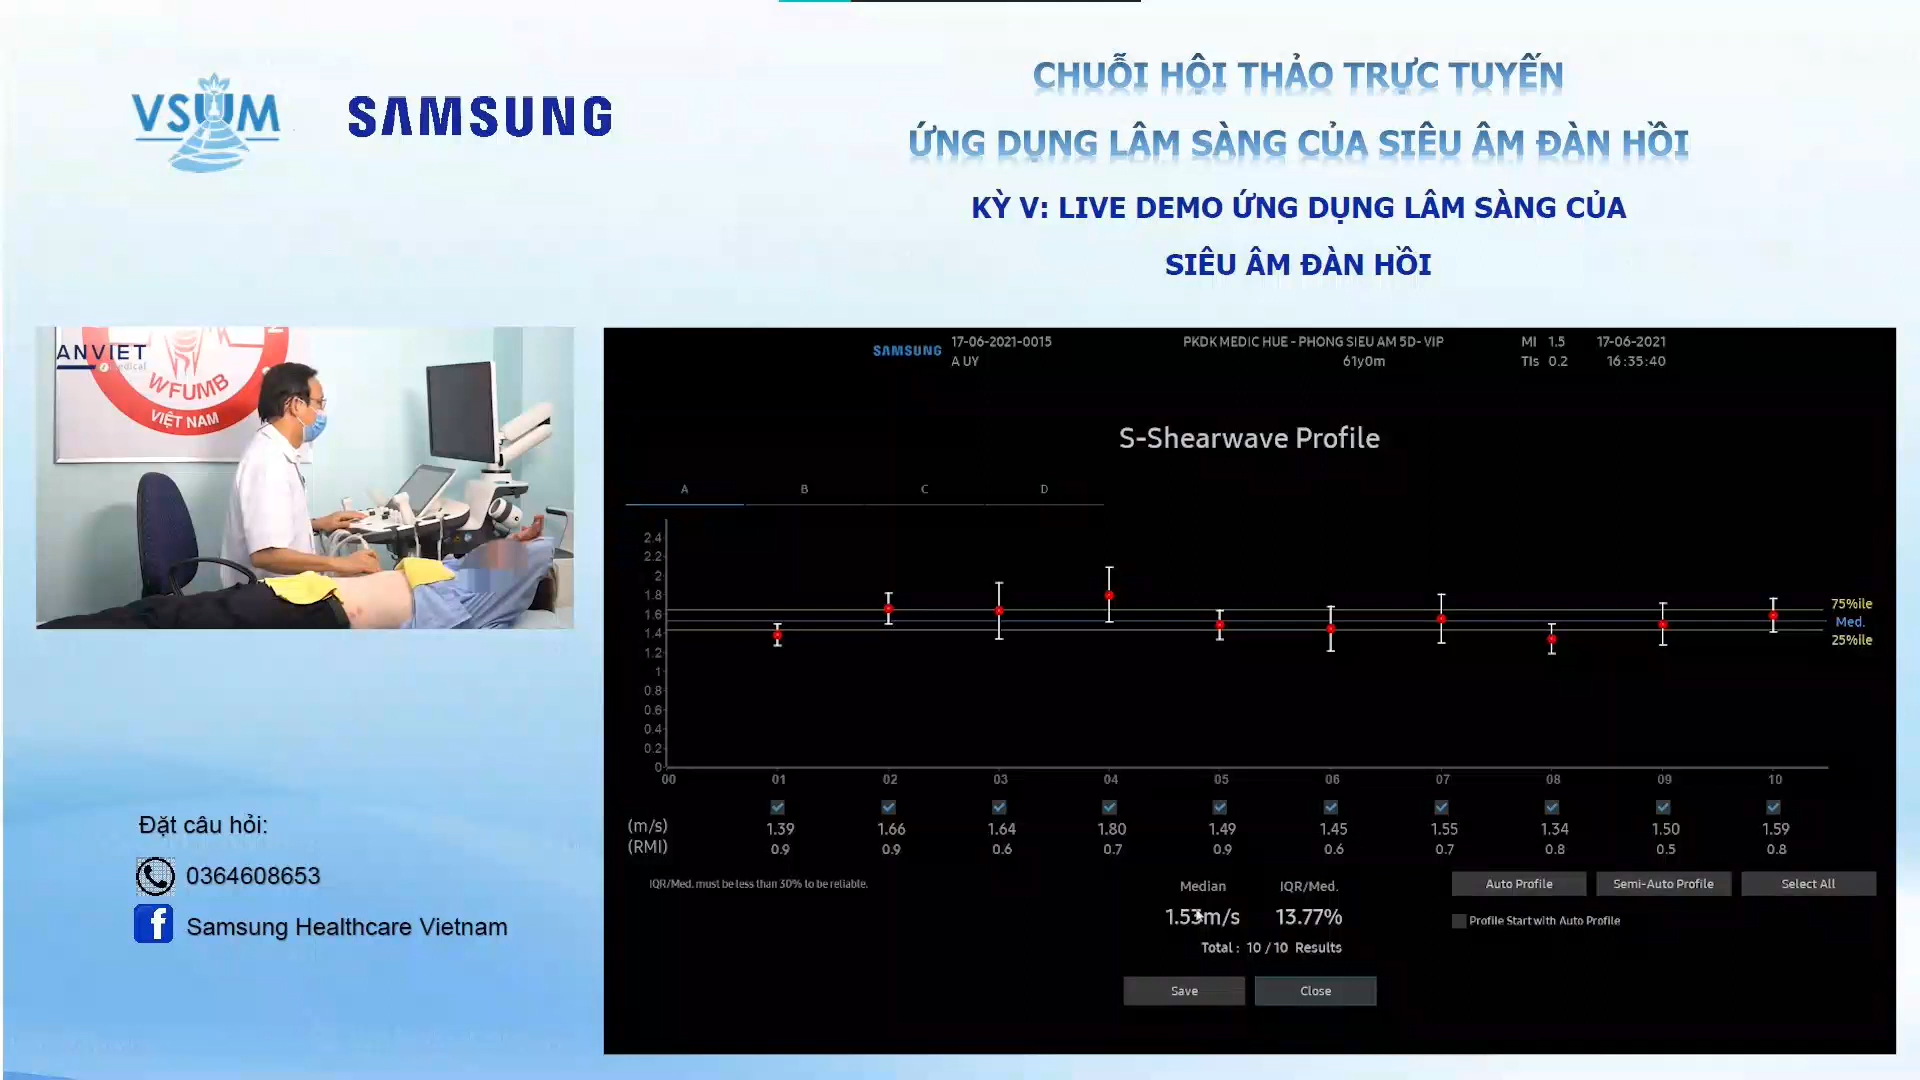 VSUM
SAMSUNG
CHUỖI HỘI THẢO TRỰC TUYẾN
ỨNG DỤNG LÂM SÀNG CỦA SIÊU ÂM ĐÀN HỒI
KỲ V: LIVE DEMO ỨNG DỤNG LÂM SÀNG CỦA
SIÊU ÂM ĐÀN HỒI
ANVIET
medical
WFUMB
VIỆT NAM
SAMSUNG
17-06-2021-0015
A UY
PKDK MEDIC HUE - PHONG SIEU AM 5D- VIP
61y0m
MI 1.5
TIs 0.2
17-06-2021
16:35:40
S-Shearwave Profile
A B C D
2.4
2.2
2
1.8
1.6
1.4
1.2
1
0.8
0.6
0.4
0.2
0
75%ile
Med.
25%ile
00 01 02 03 04 05 06 07 08 09 10
(m/s) 1.39 1.66 1.64 1.80 1.49 1.45 1.55 1.34 1.50 1.59
(RMI) 0.9 0.9 0.6 0.7 0.9 0.6 0.7 0.8 0.5 0.8
IQR/Med. must be less than 30% to be reliable.
Median IQR/Med.
1.53m/s 13.77%
Total : 10 / 10 Results
Auto Profile Semi-Auto Profile Select All
Profile Start with Auto Profile
Save Close
Đặt câu hỏi:
0364608653
f Samsung Healthcare Vietnam